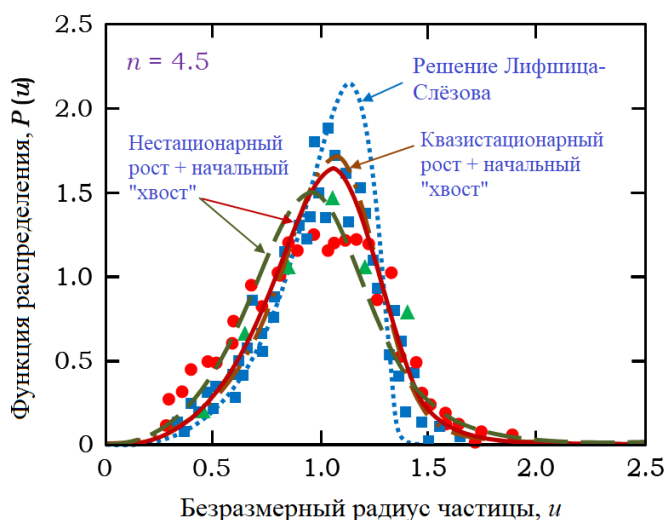 2.5
2.0
1.5
1.0
0.5
0
n = 4.5
Решение Лифшица-
Слёзова
Нестационарный
рост + начальный
"хвост"
Квазистационарный
рост + начальный
"хвост"
0
0.5
1.0
1.5
2.0
2.5
Функция распределения, P (u)
Безразмерный радиус частицы, u